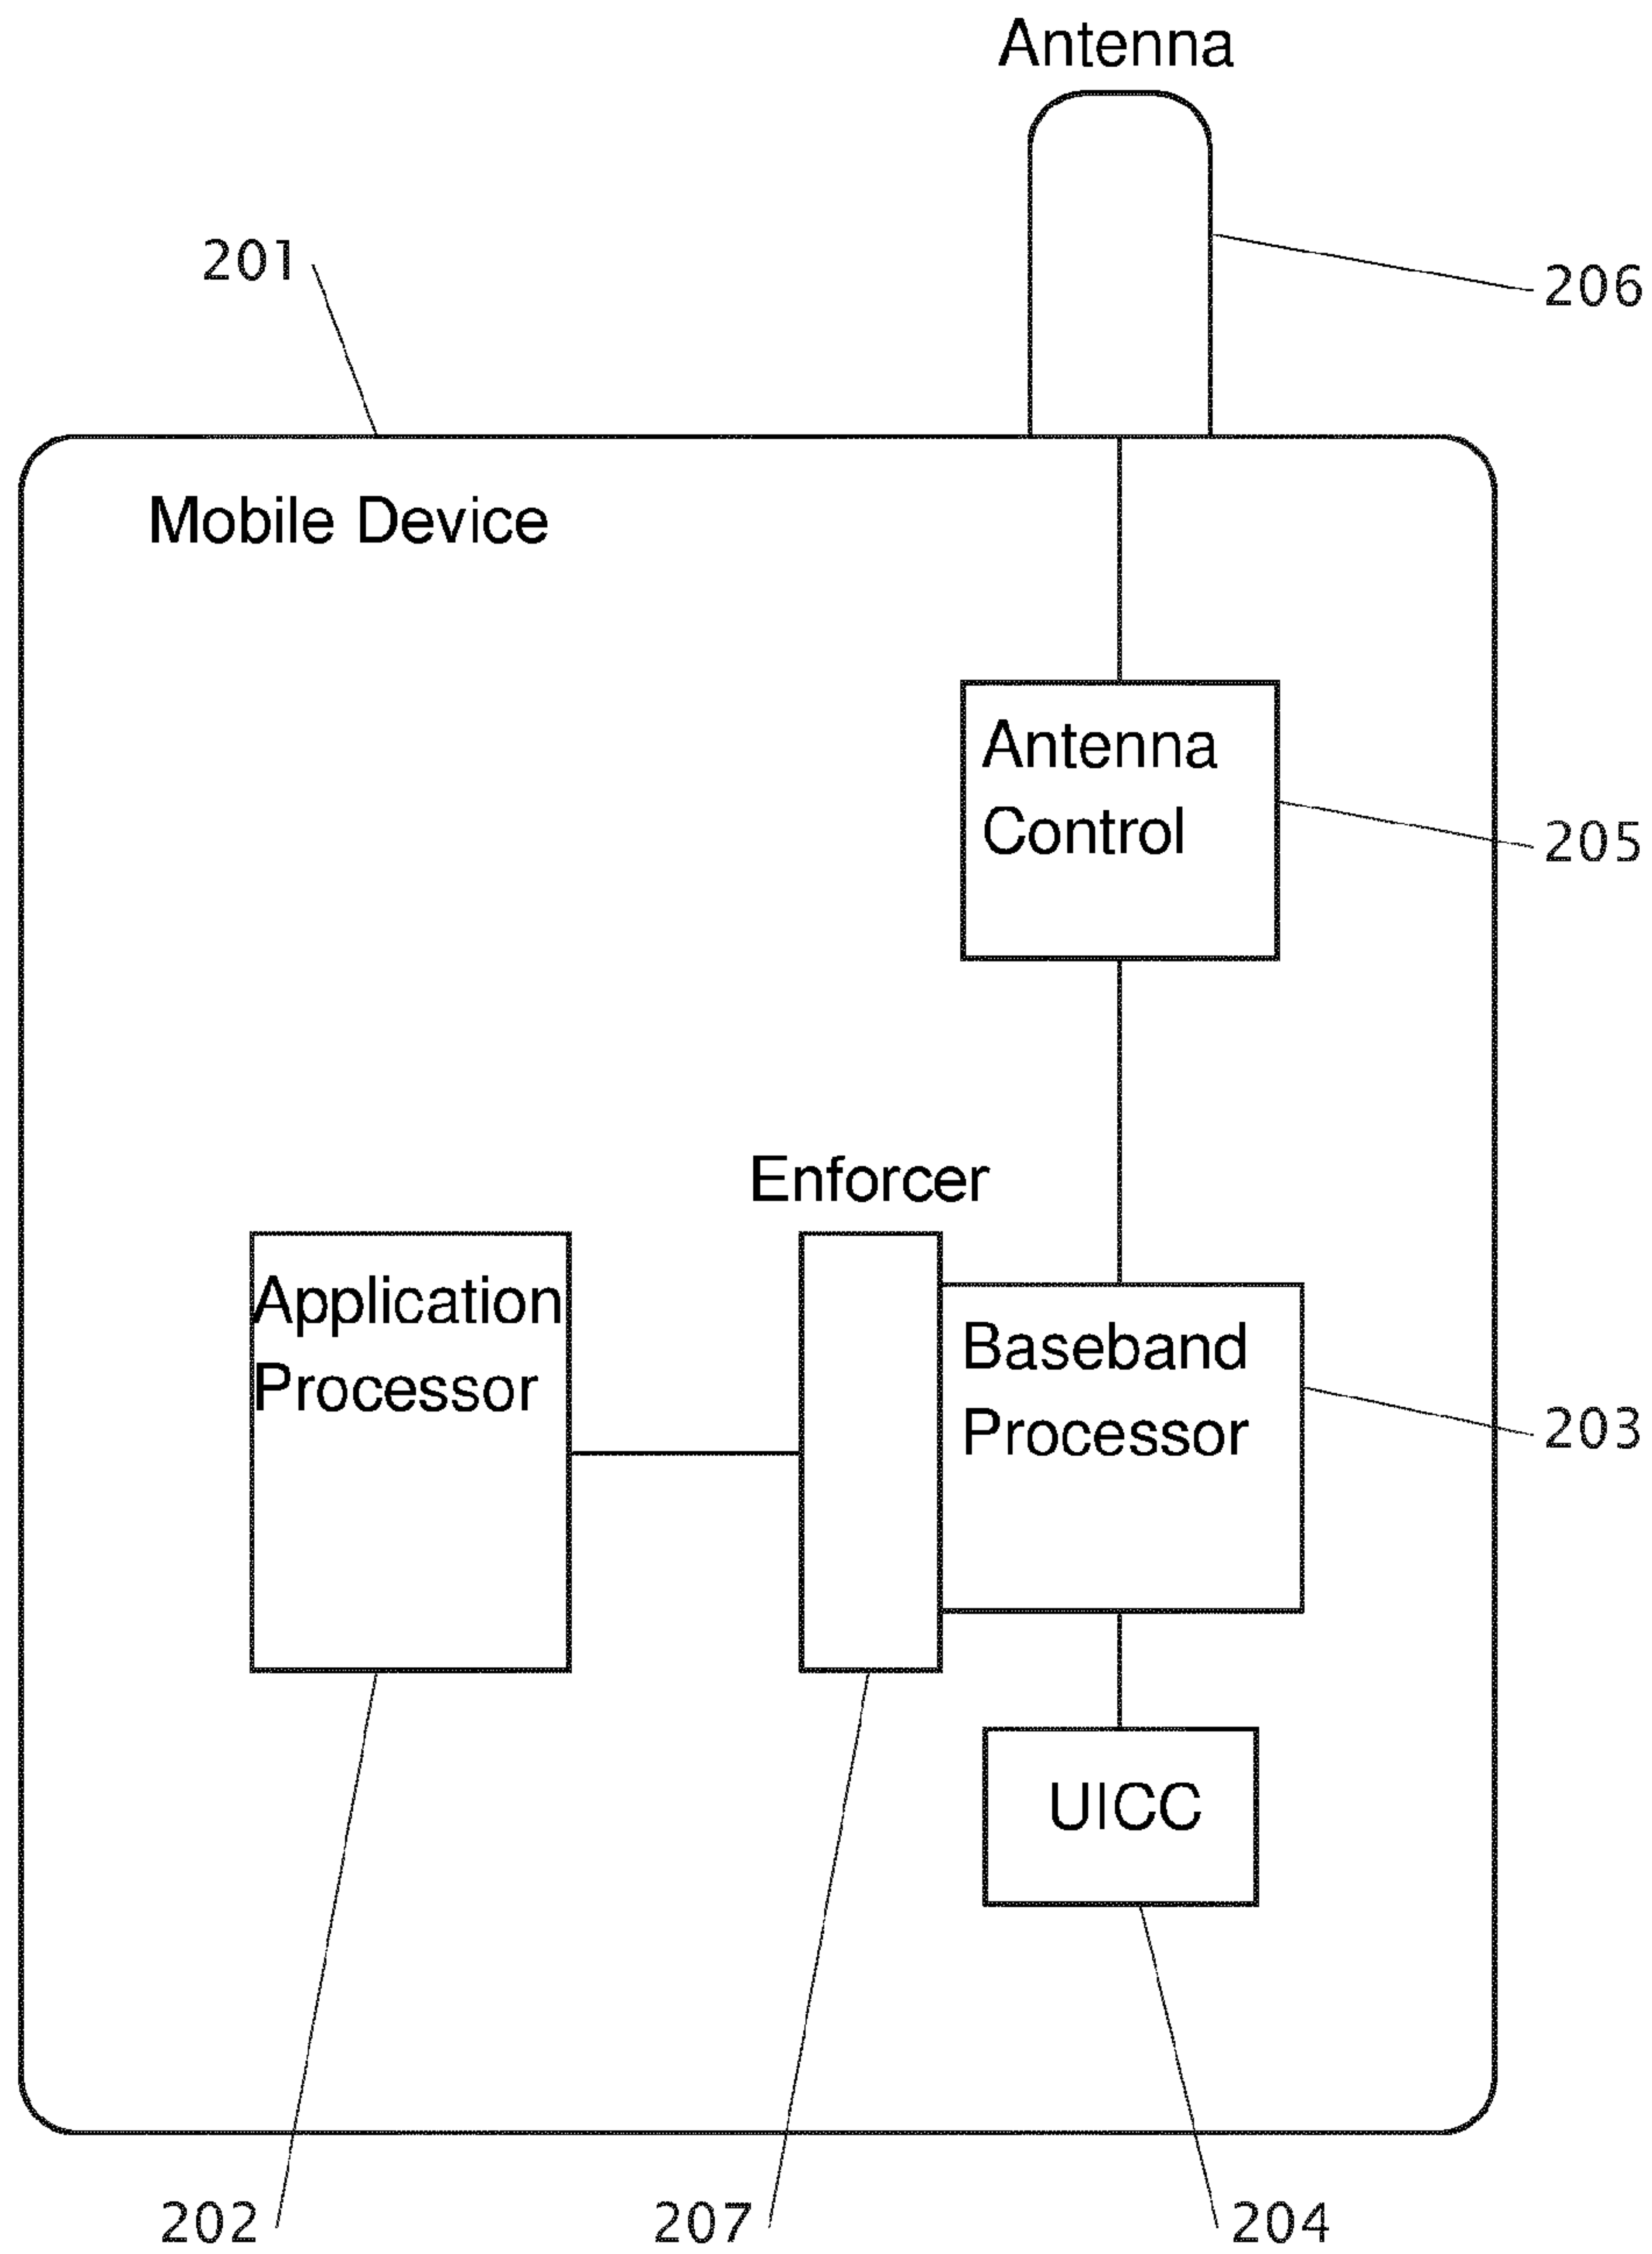 Antenna
201
206
Mobile Device
Antenna
Control
205
Enforcer
Application
Processor
Baseband
Processor
203
UICC
202
207
204